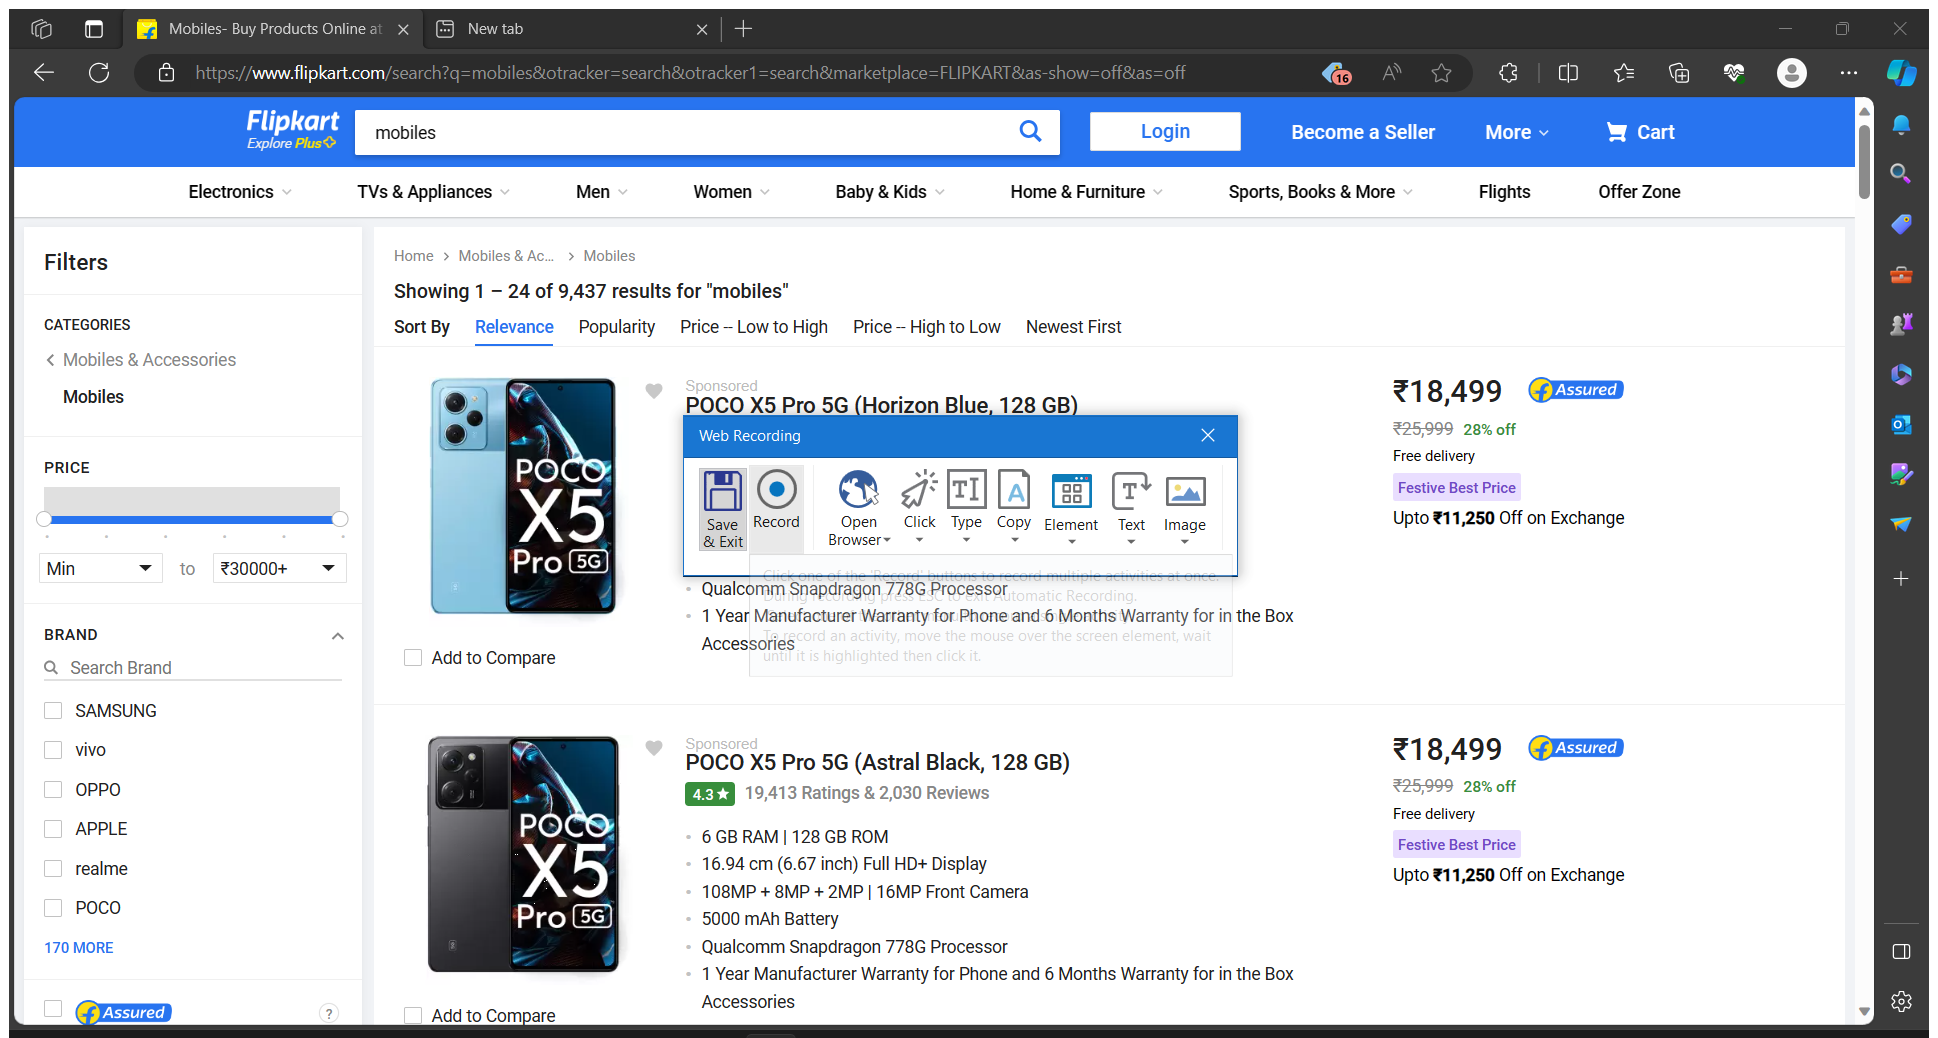 Mobiles- Buy Products Online at
New tab
https://www.flipkart.com/search?q=mobiles&otracker=search&otracker1=search&marketplace=FLIPKART&as-show=off&as=off
16
Flipkart
Explore Plus
mobiles
Login
Become a Seller
More
Cart
Electronics
TVs & Appliances
Men
Women
Baby & Kids
Home & Furniture
Sports, Books & More
Flights
Offer Zone
Filters
CATEGORIES
Mobiles & Accessories
Mobiles
PRICE
Min
to
₹30000+
BRAND
Search Brand
SAMSUNG
vivo
OPPO
APPLE
realme
POCO
170 MORE
Assured
?
Home
Mobiles & Ac...
Mobiles
Showing 1 – 24 of 9,437 results for "mobiles"
Sort By
Relevance
Popularity
Price -- Low to High
Price -- High to Low
Newest First
POCO
X5
Pro 5G
Add to Compare
Sponsored
POCO X5 Pro 5G (Horizon Blue, 128 GB)
Web Recording
Save
& Exit
Record
Open
Browser
Click
Type
Copy
Element
Text
Image
Click one of the 'Record' buttons to record multiple activities at once.
During recording press ESC to exit Automatic Recording.
To record an activity, move the mouse over the screen element, wait
until it is highlighted then click it.
Qualcomm Snapdragon 778G Processor
1 Year Manufacturer Warranty for Phone and 6 Months Warranty for in the Box
Accessories
₹18,499
Assured
₹25,999 28% off
Free delivery
Festive Best Price
Upto ₹11,250 Off on Exchange
POCO
X5
Pro 5G
Add to Compare
Sponsored
POCO X5 Pro 5G (Astral Black, 128 GB)
4.3 ★ 19,413 Ratings & 2,030 Reviews
6 GB RAM | 128 GB ROM
16.94 cm (6.67 inch) Full HD+ Display
108MP + 8MP + 2MP | 16MP Front Camera
5000 mAh Battery
Qualcomm Snapdragon 778G Processor
1 Year Manufacturer Warranty for Phone and 6 Months Warranty for in the Box
Accessories
₹18,499
Assured
₹25,999 28% off
Free delivery
Festive Best Price
Upto ₹11,250 Off on Exchange